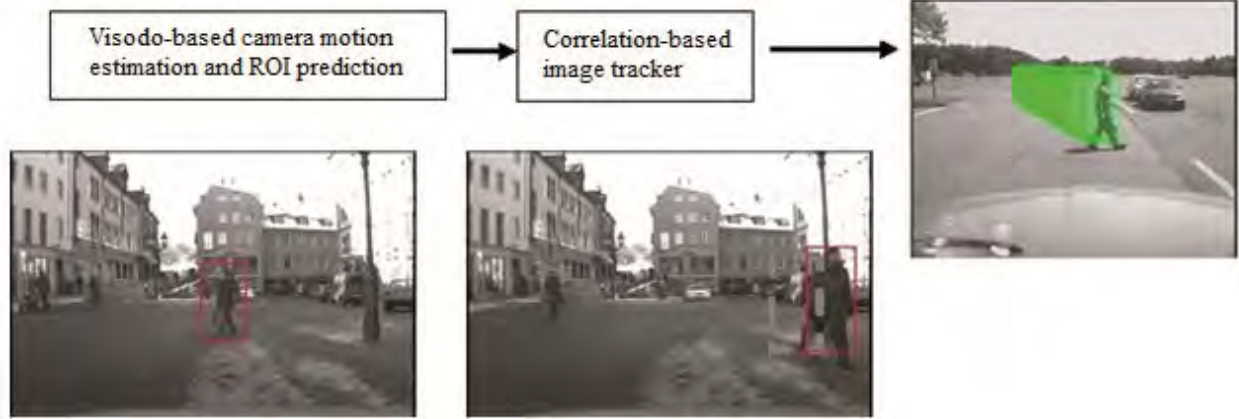 Visodo-based camera motion
estimation and ROI prediction
Correlation-based
image tracker